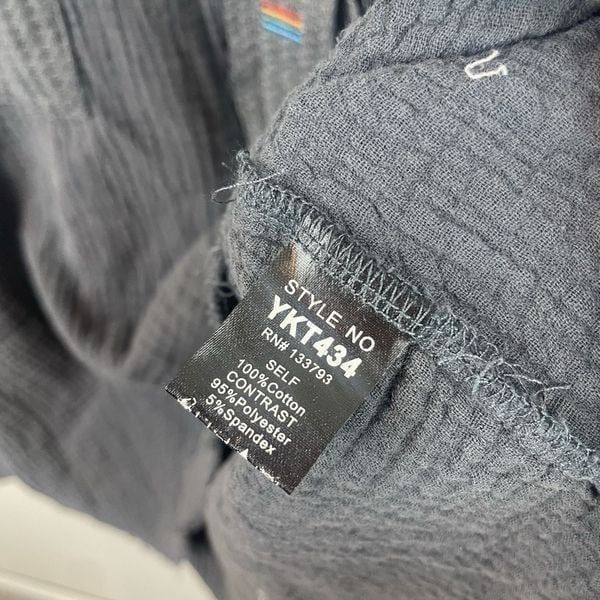 STYLE NO
YKT434
RN# 133793
SELF
100%Cotton
CONTRAST
95%Polyester
5%Spandex